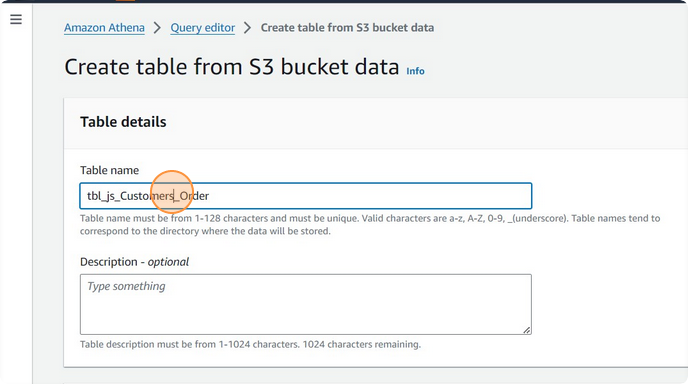 Amazon Athena > Query editor > Create table from S3 bucket data
Create table from S3 bucket data Info
Table details
Table name
tbl_js_Customers_Order
Table name must be from 1-128 characters and must be unique. Valid characters are a-z, A-Z, 0-9, _(underscore). Table names tend to
correspond to the directory where the data will be stored.
Description - optional
Type something
Table description must be from 1-1024 characters. 1024 characters remaining.